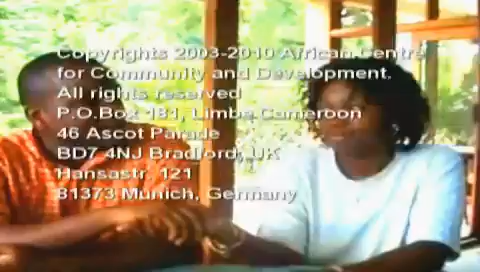 Copyrights 2003-2010 African Centre
for Community and Development.
All rights reserved
P.O.Box 181, Limbe Cameroon
46 Ascot Parade
BD7 4NJ Bradford, UK
Hansastr. 121
81373 Munich, Germany